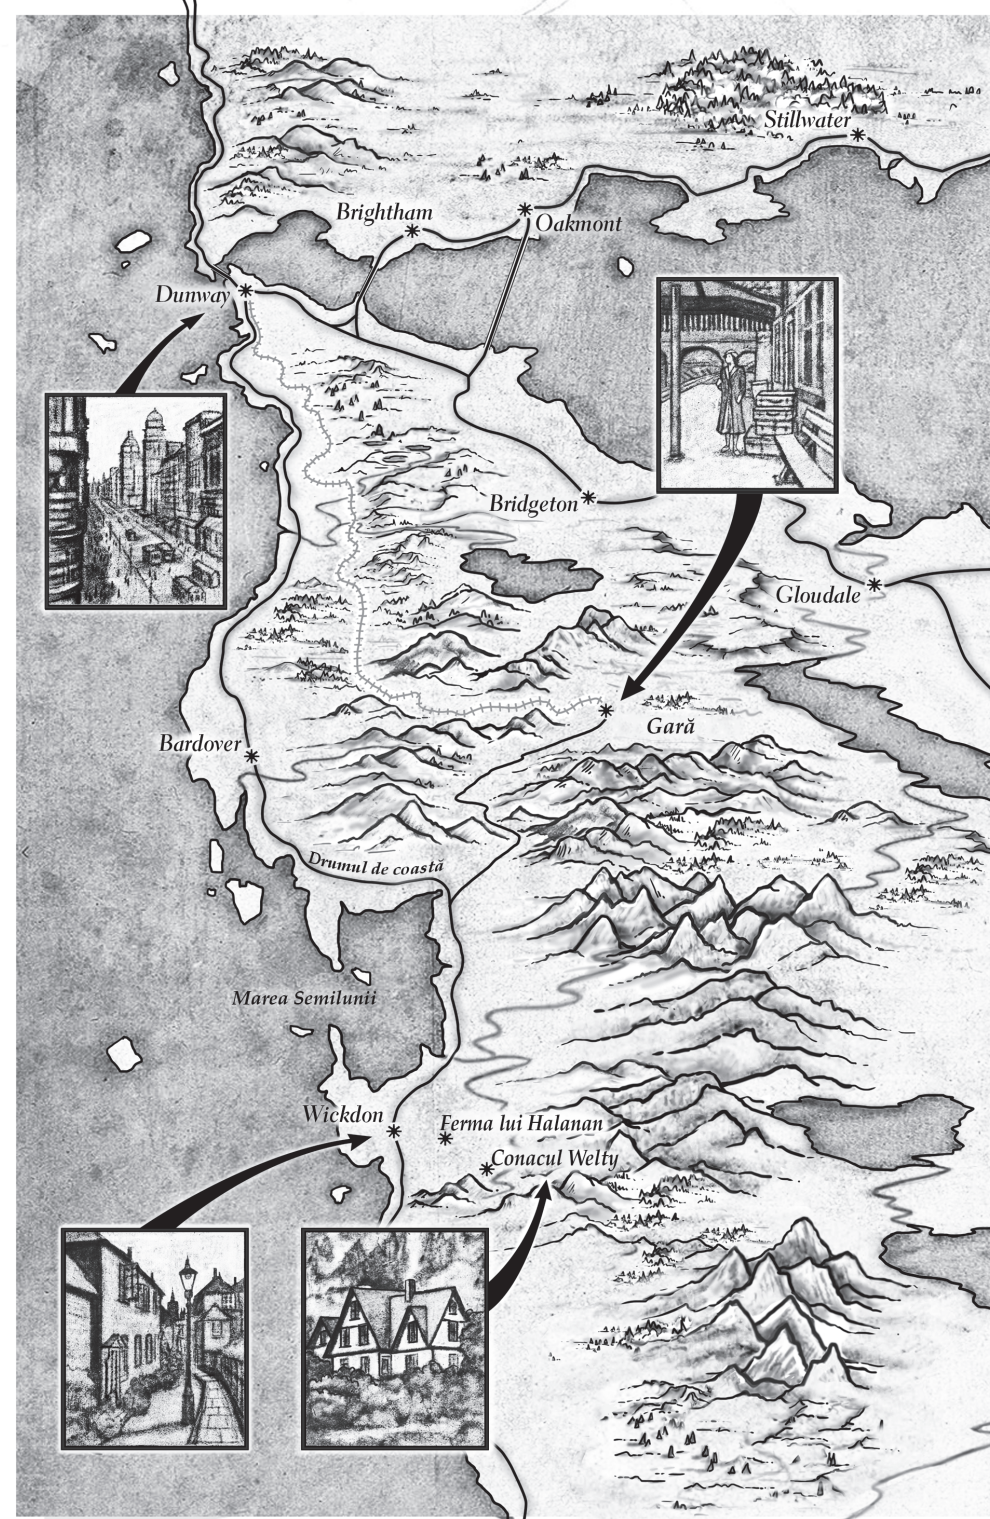 Stillwater
Brightham
Oakmont
Dunway
Bridgeton
Gloudale
Gară
Bardover
Drumul de coastă
Marea Semilunii
Wickdon
Ferma lui Halanan
Conacul Welty